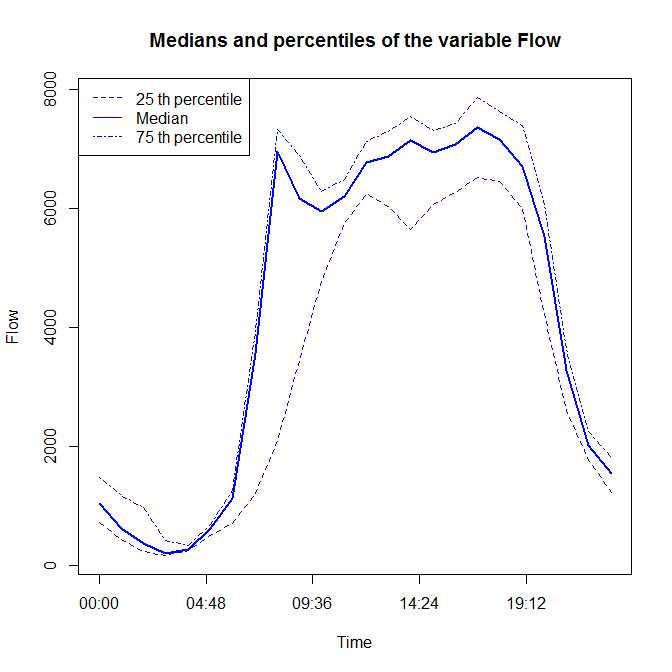 Medians and percentiles of the variable Flow
25 th percentile
Median
75 th percentile
8000
6000
4000
2000
0
Flow
00:00 04:48 09:36 14:24 19:12
Time